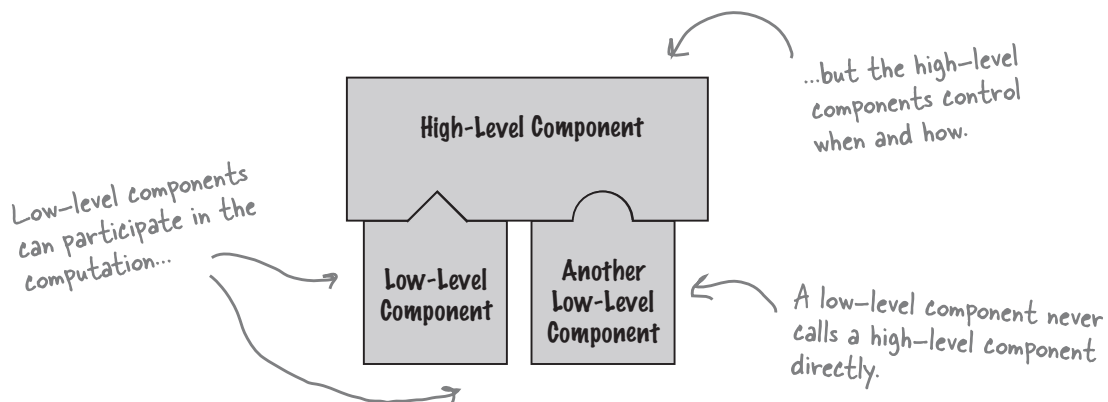 ...but the high-level
components control
when and how.
High-Level Component
Low-level components
can participate in the
computation...
Low-Level
Component
Another
Low-Level
Component
A low-level component never
calls a high-level component
directly.